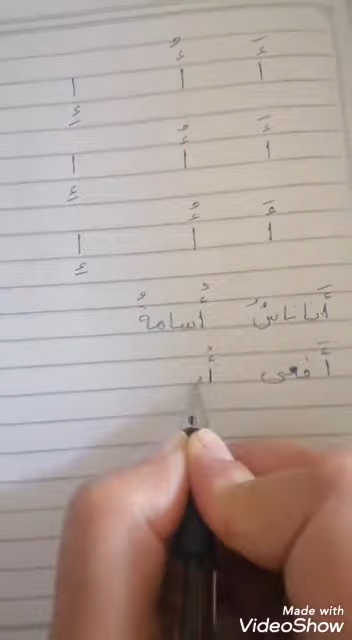 أَ أُ إِ
أَ أُ إِ
أَ أُ إِ
أَناناسُ أُسامةُ
أَفعى أُ
Made with
VideoShow